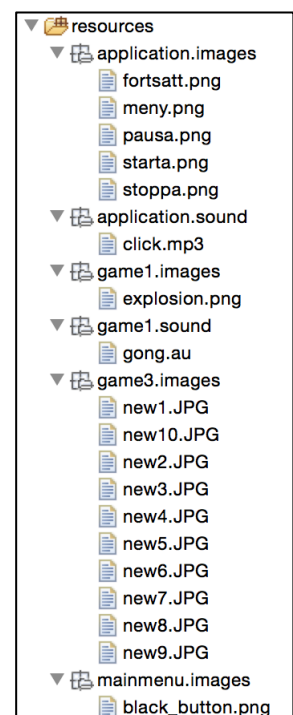 resources
application.images
fortsatt.png
meny.png
pausa.png
starta.png
stoppa.png
application.sound
click.mp3
game1.images
explosion.png
game1.sound
gong.au
game3.images
new1.JPG
new10.JPG
new2.JPG
new3.JPG
new4.JPG
new5.JPG
new6.JPG
new7.JPG
new8.JPG
new9.JPG
mainmenu.images
black_button.png